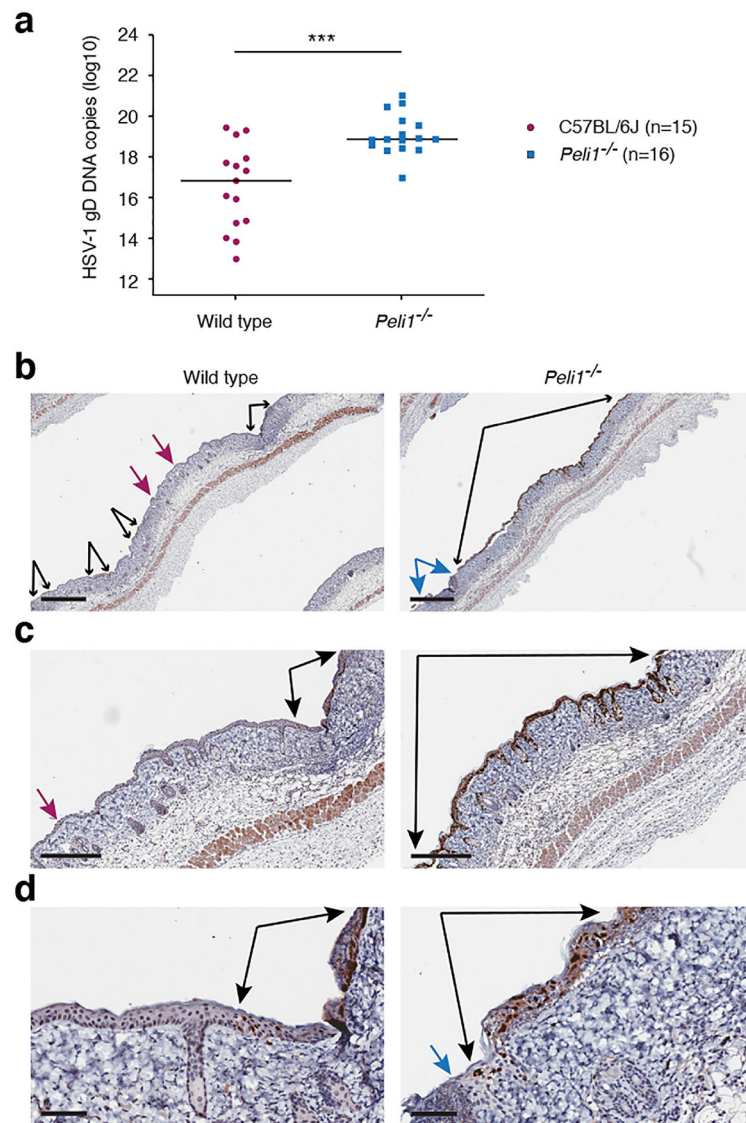 a
***
24
22
20
18
16
14
12
HSV-1 gD DNA copies (log10)
Wild type
Peli1-/-
C57BL/6J (n=15)
Peli1-/- (n=16)
b
Wild type
Peli1-/-
c
d